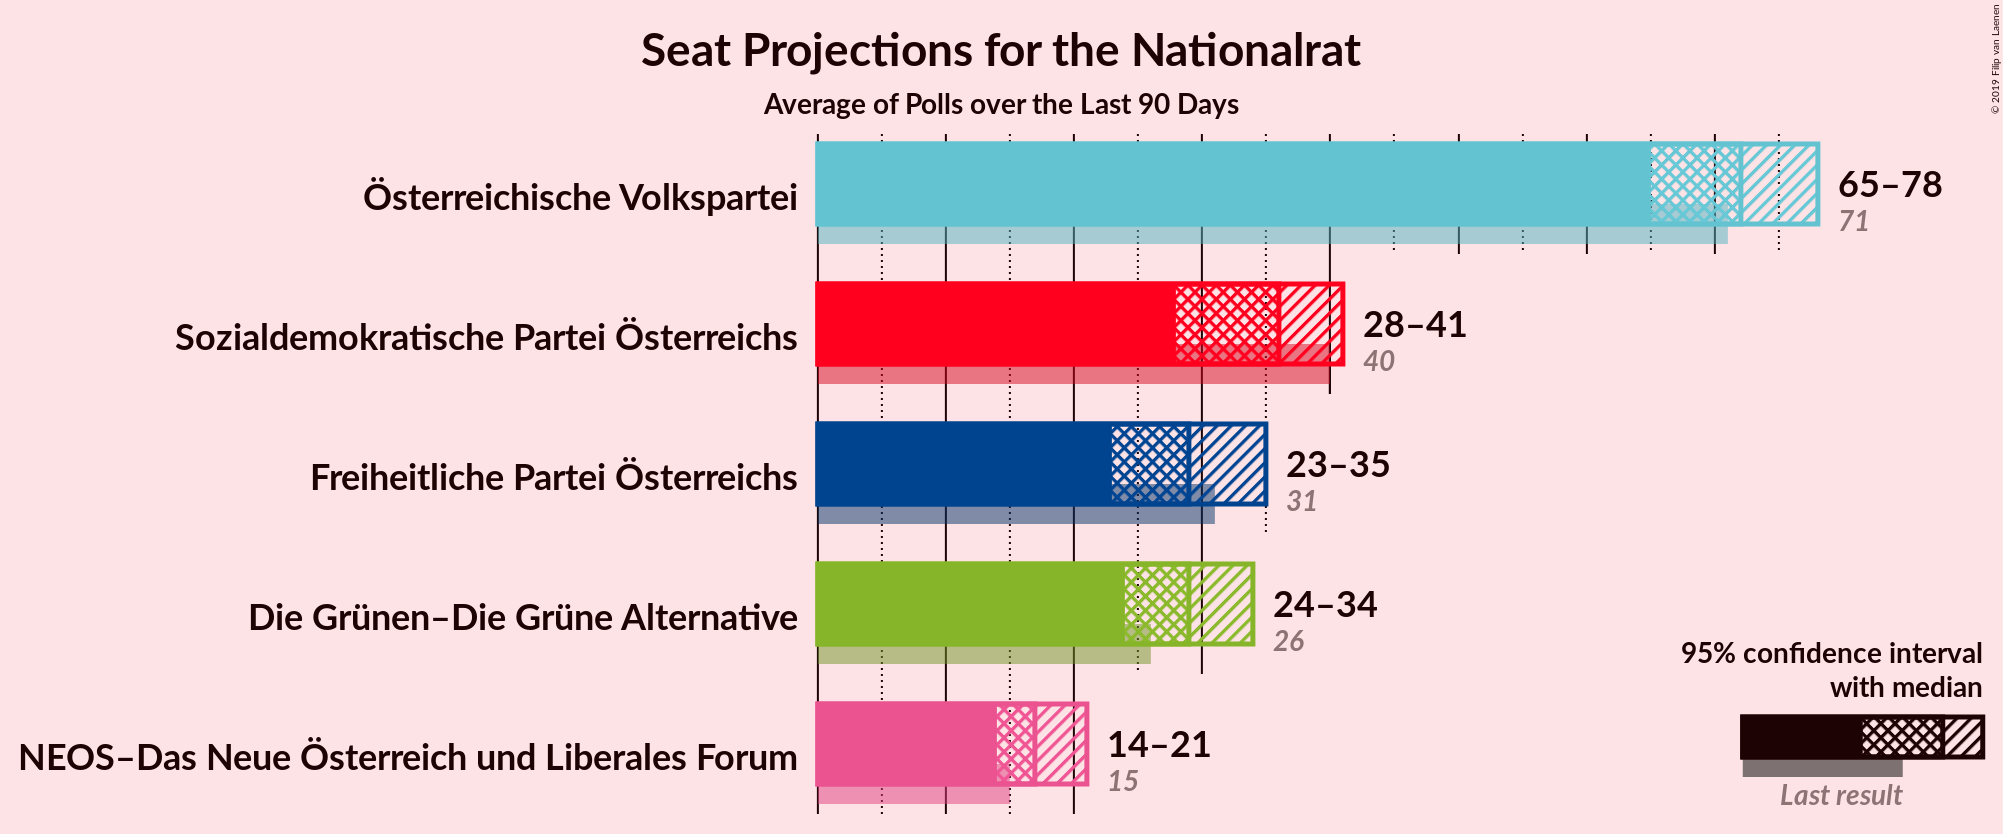 Seat Projections for the Nationalrat
Average of Polls over the Last 90 Days
© 2019 Filip van Laenen
Österreichische Volkspartei
65–78
71
Sozialdemokratische Partei Österreichs
28–41
40
Freiheitliche Partei Österreichs
23–35
31
Die Grünen–Die Grüne Alternative
24–34
26
NEOS–Das Neue Österreich und Liberales Forum
14–21
15
95% confidence interval
with median
Last result